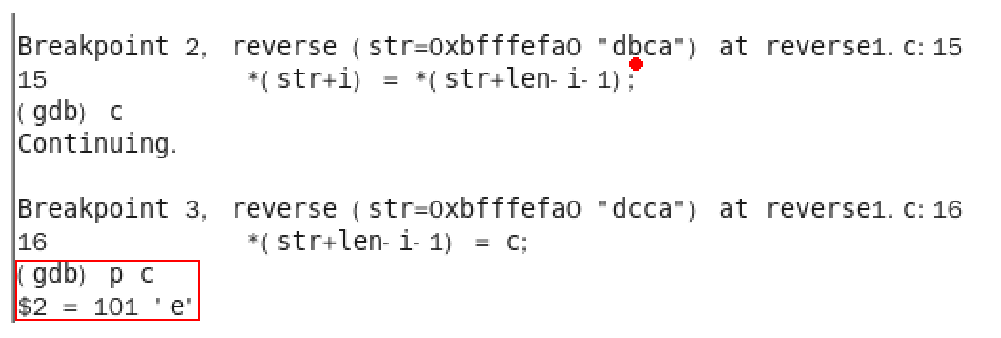 Breakpoint 2, reverse (str=0xbfffefa0 "dbca") at reverse1.c:15
15 *(str+i) = *(str+len-i-1);
(gdb) c
Continuing.
Breakpoint 3, reverse (str=0xbfffefa0 "dcca") at reverse1.c:16
16 *(str+len-i-1) = c;
(gdb) p c
$2 = 101 'e'